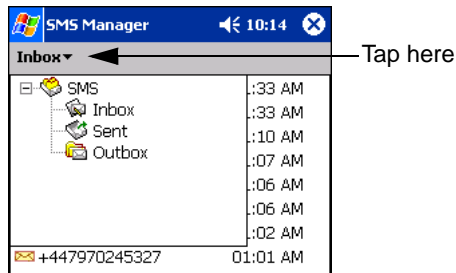 SMS Manager 10:14
Inbox
Tap here
SMS
:33 AM
Inbox
:33 AM
Sent
:10 AM
Outbox
:07 AM
:06 AM
:06 AM
:02 AM
+447970245327 01:01 AM